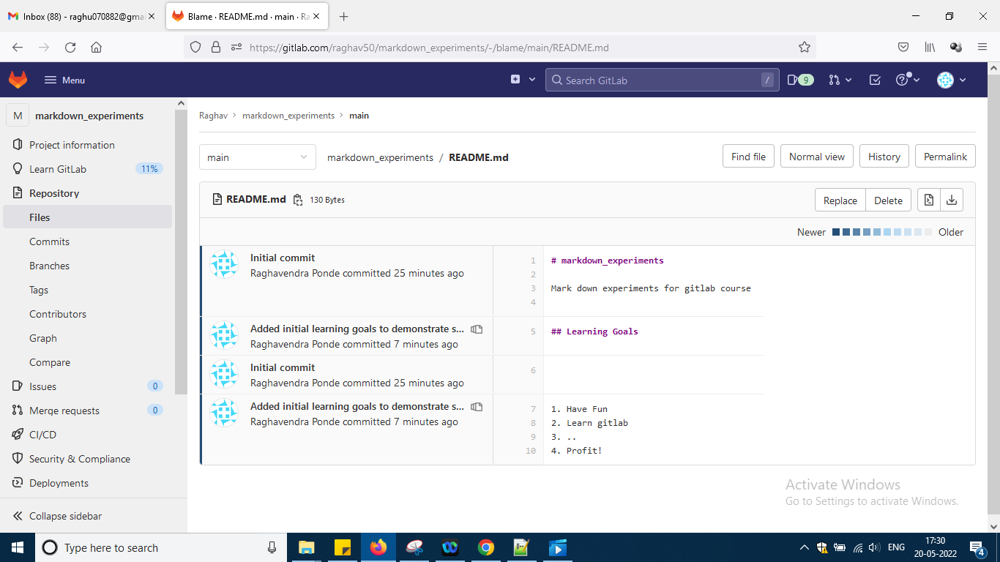 Inbox (88) - raghu070882@gmai
Blame · README.md · main · Ra
https://gitlab.com/raghav50/markdown_experiments/-/blame/main/README.md
Menu
Search GitLab
/
9
M
markdown_experiments
Project information
Learn GitLab
11%
Repository
Files
Commits
Branches
Tags
Contributors
Graph
Compare
Issues
0
Merge requests
0
CI/CD
Security & Compliance
Deployments
Collapse sidebar
Raghav > markdown_experiments > main
main
markdown_experiments / README.md
Find file
Normal view
History
Permalink
README.md
130 Bytes
Replace
Delete
Newer
Older
Initial commit
Raghavendra Ponde committed 25 minutes ago
1 # markdown_experiments
2
3 Mark down experiments for gitlab course
4
Added initial learning goals to demonstrate s...
Raghavendra Ponde committed 7 minutes ago
5 ## Learning Goals
Initial commit
Raghavendra Ponde committed 25 minutes ago
6
Added initial learning goals to demonstrate s...
Raghavendra Ponde committed 7 minutes ago
7 1. Have Fun
8 2. Learn gitlab
9 3. ..
10 4. Profit!
Activate Windows
Go to Settings to activate Windows.
Type here to search
ENG
17:30
20-05-2022
4